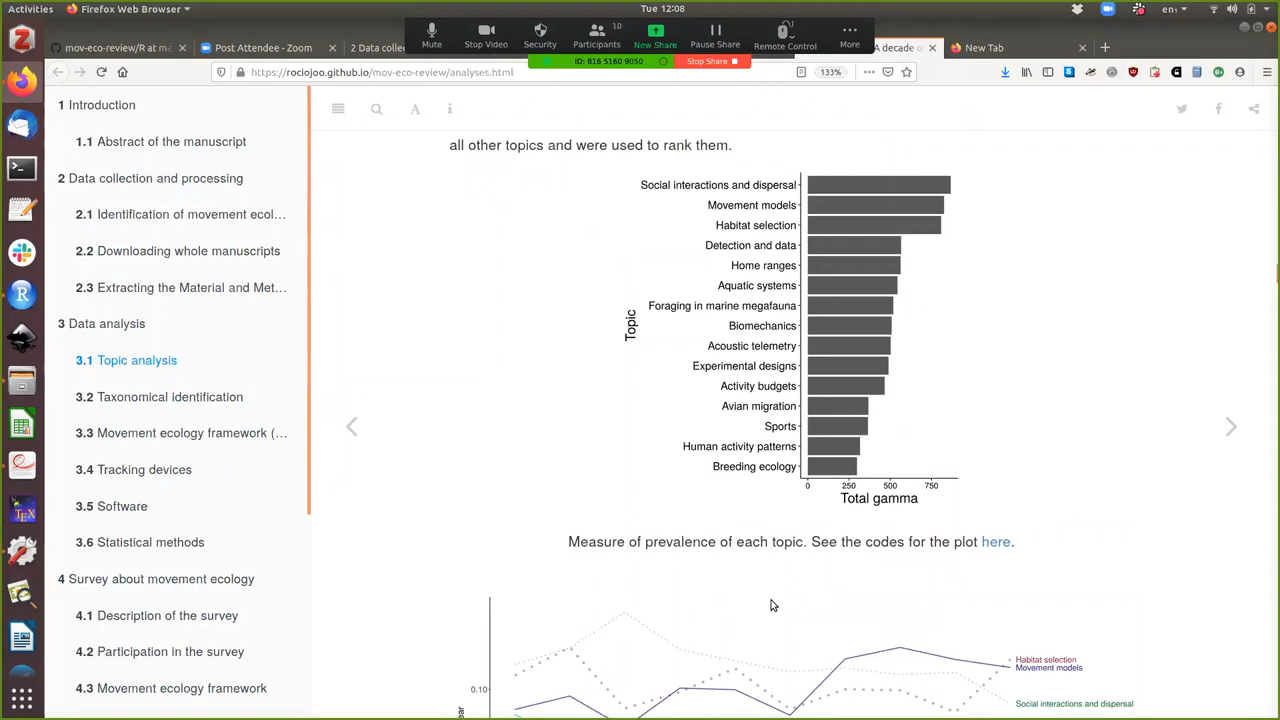 Activities
Firefox Web Browser
Tue 12:08
en
mov-eco-review/R at ma
Post Attendee - Zoom
2 Data collec
A decade o
New Tab
Mute
Stop Video
Security
Participants
10
New Share
Pause Share
Remote Control
More
ID: 816 5160 9050
Stop Share
https://rociojoo.github.io/mov-eco-review/analyses.html
133%
1 Introduction
1.1 Abstract of the manuscript
2 Data collection and processing
2.1 Identification of movement ecol...
2.2 Downloading whole manuscripts
2.3 Extracting the Material and Met...
3 Data analysis
3.1 Topic analysis
3.2 Taxonomical identification
3.3 Movement ecology framework (...
3.4 Tracking devices
3.5 Software
3.6 Statistical methods
4 Survey about movement ecology
4.1 Description of the survey
4.2 Participation in the survey
4.3 Movement ecology framework
all other topics and were used to rank them.
Topic
Social interactions and dispersal
Movement models
Habitat selection
Detection and data
Home ranges
Aquatic systems
Foraging in marine megafauna
Biomechanics
Acoustic telemetry
Experimental designs
Activity budgets
Avian migration
Sports
Human activity patterns
Breeding ecology
0 250 500 750
Total gamma
Measure of prevalence of each topic. See the codes for the plot here.
0.10
Habitat selection
Movement models
Social interactions and dispersal